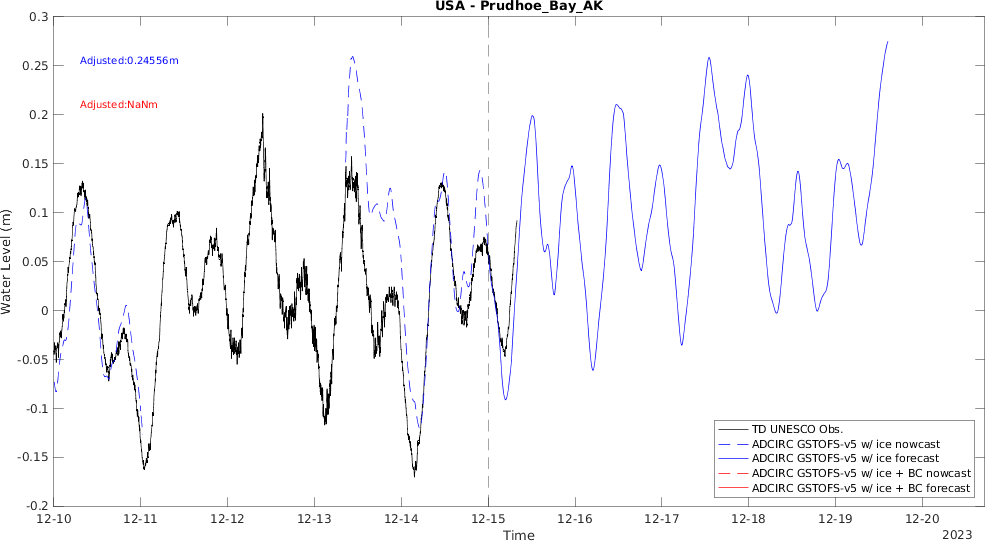 USA - Prudhoe_Bay_AK
0.3
0.25
0.2
0.15
0.1
0.05
0
-0.05
-0.1
-0.15
-0.2
Water Level (m)
Adjusted:0.24556m
Adjusted:NaNm
TD UNESCO Obs.
ADCIRC GSTOFS-v5 w/ ice nowcast
ADCIRC GSTOFS-v5 w/ ice forecast
ADCIRC GSTOFS-v5 w/ ice + BC nowcast
ADCIRC GSTOFS-v5 w/ ice + BC forecast
12-10 12-11 12-12 12-13 12-14 12-15 12-16 12-17 12-18 12-19 12-20
Time
2023